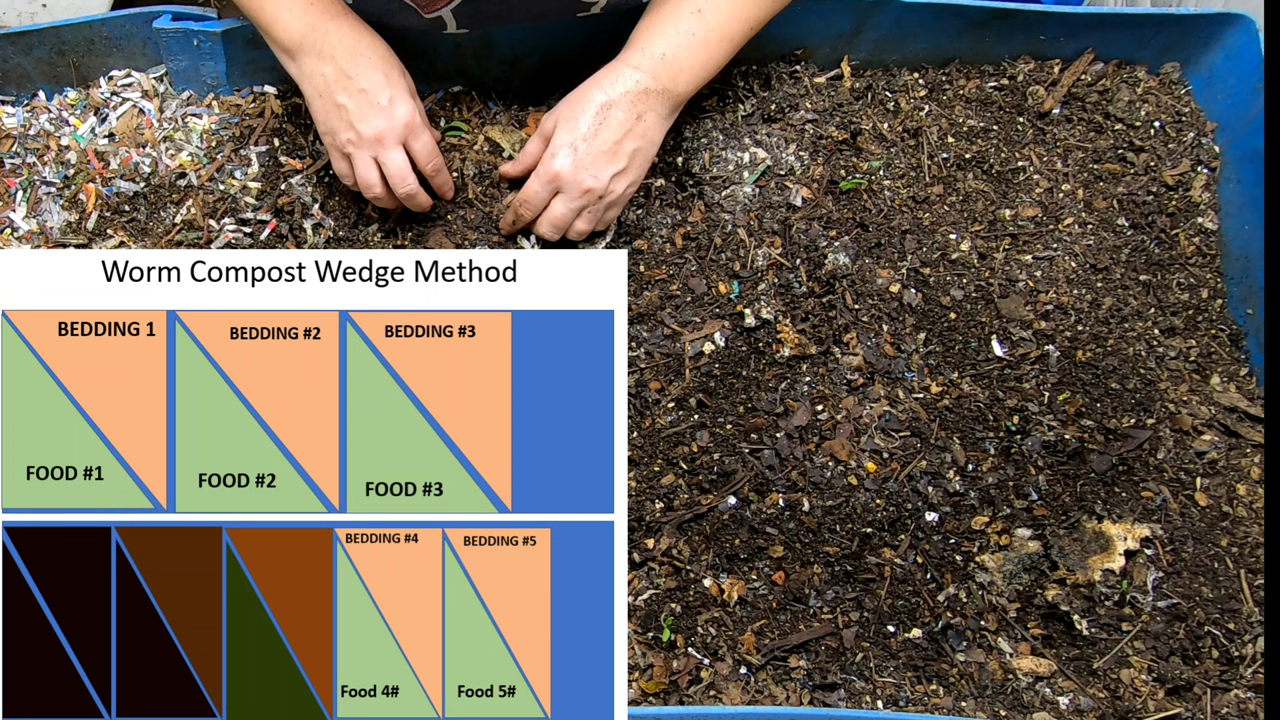 Worm Compost Wedge Method
BEDDING 1
BEDDING #2
BEDDING #3
FOOD #1
FOOD #2
FOOD #3
BEDDING #4
BEDDING #5
Food 4#
Food 5#